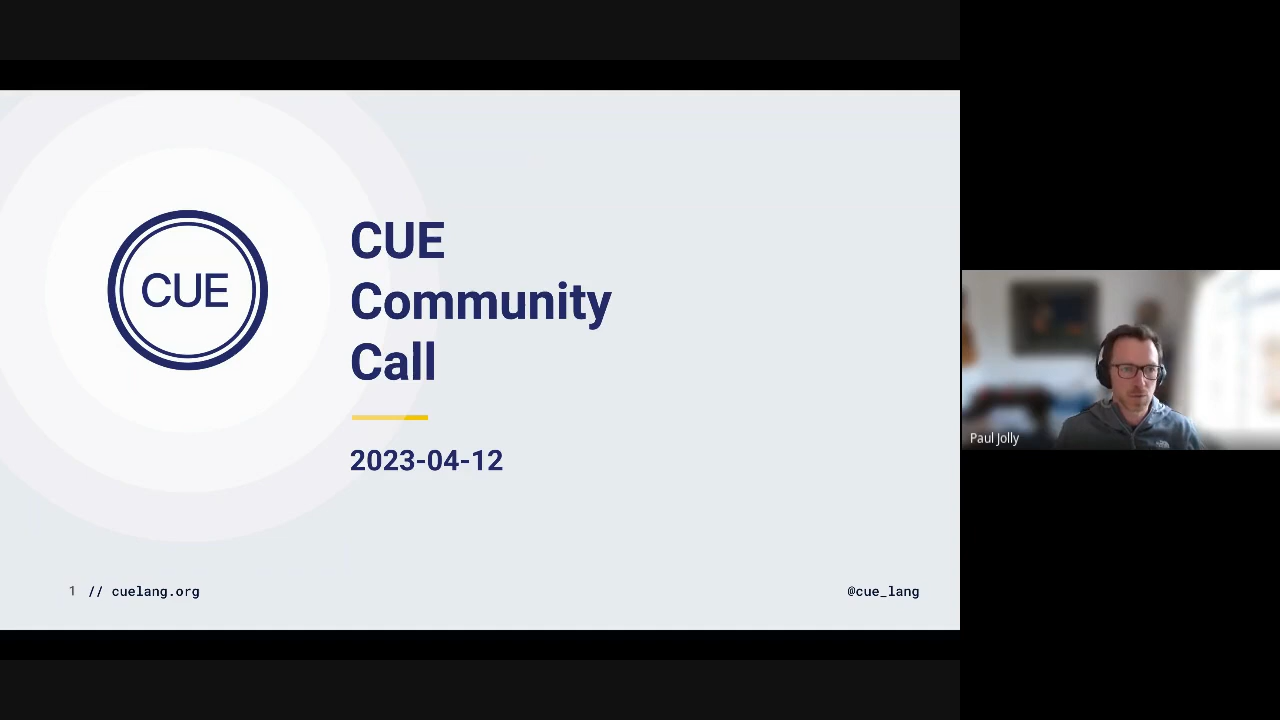 CUE
CUE
Community
Call
2023-04-12
1 // cuelang.org
@cue_lang
Paul Jolly